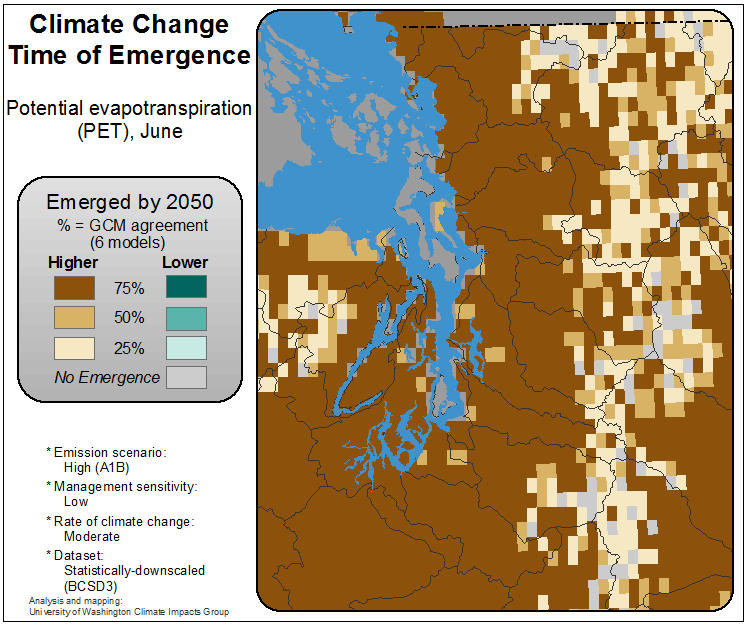 Climate Change
Time of Emergence
Potential evapotranspiration
(PET), June
Emerged by 2050
% = GCM agreement
(6 models)
Higher Lower
75%
50%
25%
No Emergence
* Emission scenario:
High (A1B)
* Management sensitivity:
Low
* Rate of climate change:
Moderate
* Dataset:
Statistically-downscaled
(BCSD3)
Analysis and mapping:
University of Washington Climate Impacts Group